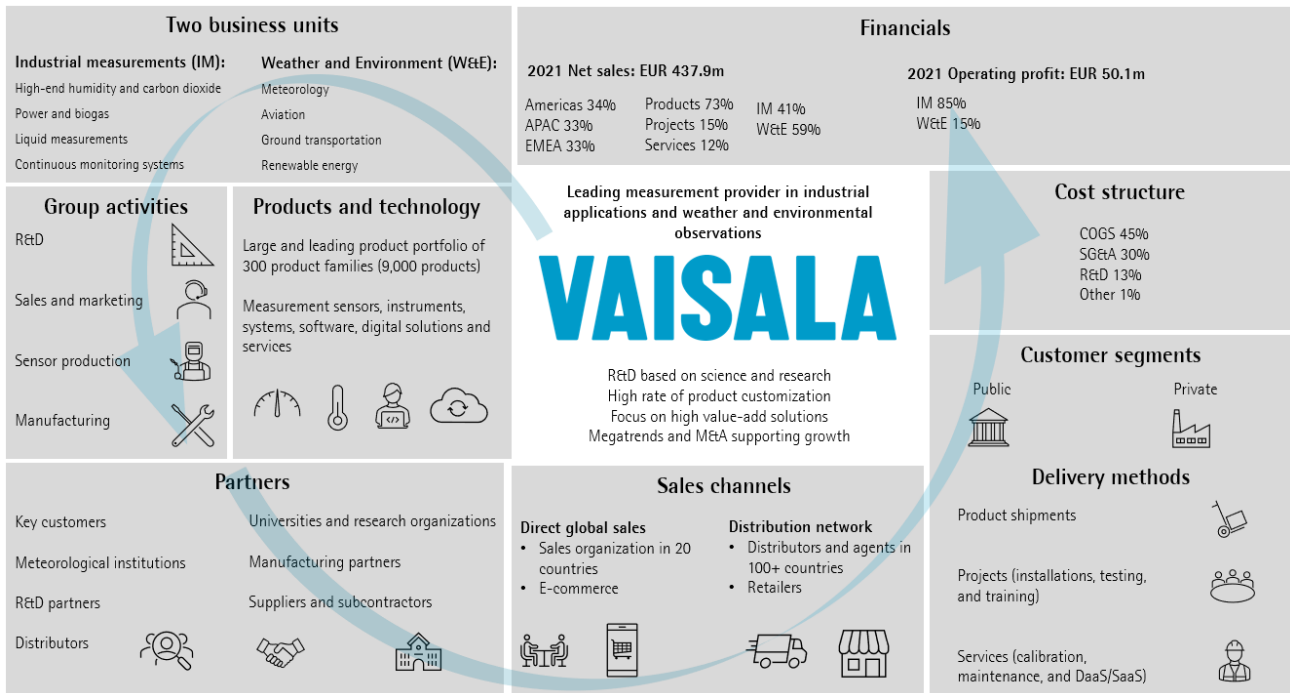 Two business units
Industrial measurements (IM):
High-end humidity and carbon dioxide
Power and biogas
Liquid measurements
Continuous monitoring systems
Weather and Environment (W&E):
Meteorology
Aviation
Ground transportation
Renewable energy
Financials
2021 Net sales: EUR 437.9m
Americas 34%
APAC 33%
EMEA 33%
Products 73%
Projects 15%
Services 12%
IM 41%
W&E 59%
2021 Operating profit: EUR 50.1m
IM 85%
W&E 15%
Group activities
R&D
Sales and marketing
Sensor production
Manufacturing
Products and technology
Large and leading product portfolio of
300 product families (9,000 products)
Measurement sensors, instruments,
systems, software, digital solutions and
services
</>
Leading measurement provider in industrial
applications and weather and environmental
observations
VAISALA
R&D based on science and research
High rate of product customization
Focus on high value-add solutions
Megatrends and M&A supporting growth
Cost structure
COGS 45%
SG&A 30%
R&D 13%
Other 1%
Customer segments
Public
Private
Delivery methods
Product shipments
Projects (installations, testing,
and training)
Services (calibration,
maintenance, and DaaS/SaaS)
Partners
Key customers
Meteorological institutions
R&D partners
Distributors
Universities and research organizations
Manufacturing partners
Suppliers and subcontractors
Sales channels
Direct global sales
• Sales organization in 20
countries
• E-commerce
Distribution network
• Distributors and agents in
100+ countries
• Retailers